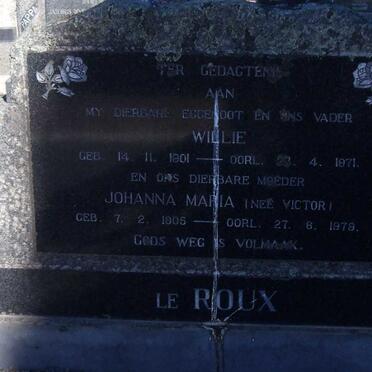 TER GEDAGTENIS
AAN
MY DIERBARE EGGENOOT EN ONS VADER
WILLIE
GEB. 14. 11. 1901 — OORL. 23. 4. 1971.
EN ONS DIERBARE MOEDER
JOHANNA MARIA (NEÉ VICTOR)
GEB. 7. 2. 1905 — OORL. 27. 6. 1979.
GODS WEG IS VOLMAAK.
LE ROUX